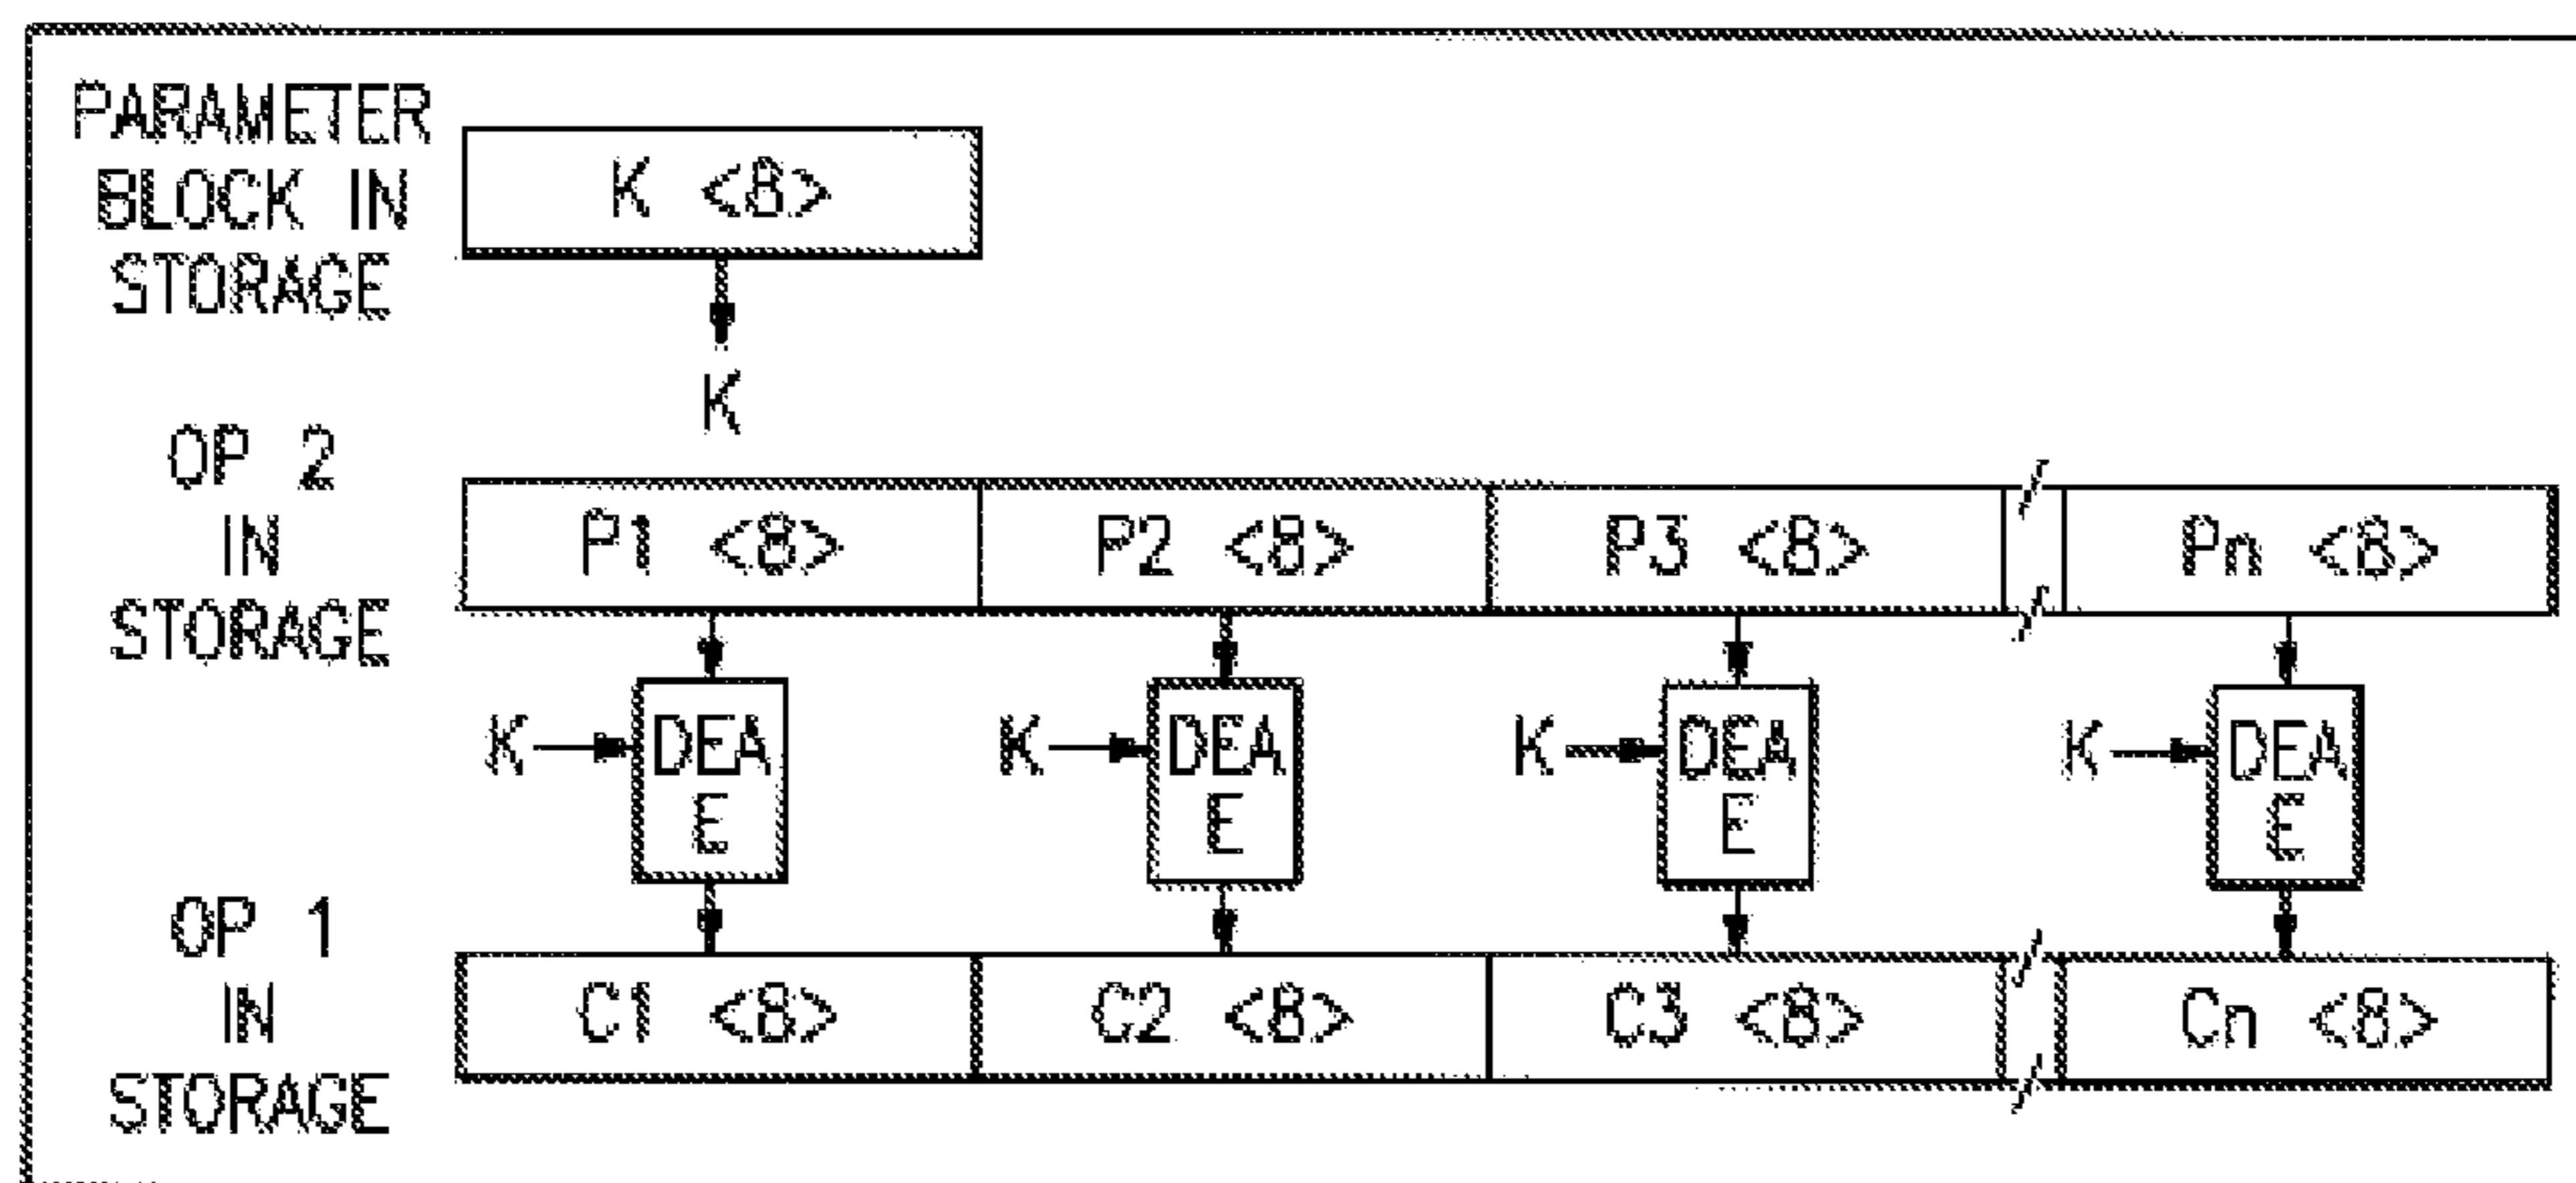 PARAMETER
BLOCK IN
STORAGE
K <8>
K
OP 2
IN
STORAGE
P1 <8> P2 <8> P3 <8> Pn <8>
K DEA K DEA K DEA K DEA
E E E E
OP 1
IN
STORAGE
C1 <8> C2 <8> C3 <8> Cn <8>